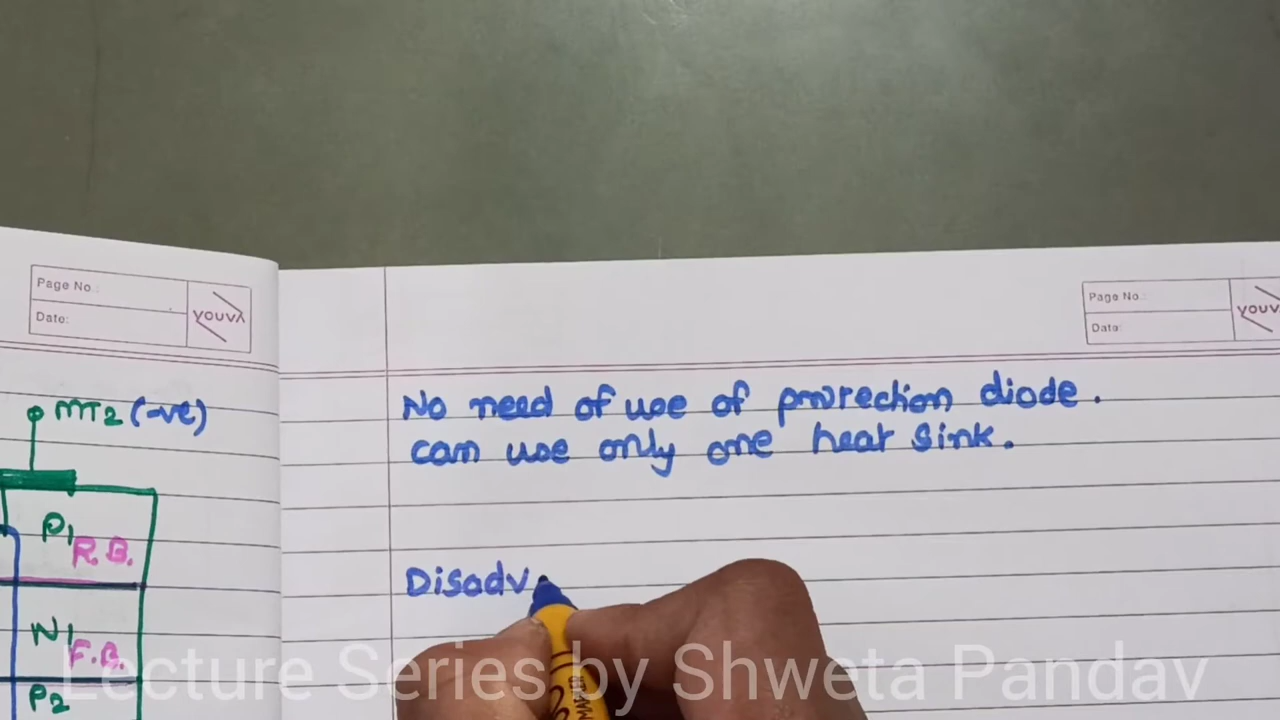 Page No.:
Date:
youva
MT2 (-ve)
P1
R.B.
N1
F.B.
P2
Page No.:
Date:
youva
No need of use of protection diode.
can use only one heat sink.
Disadv
Lecture Series by Shweta Pandav